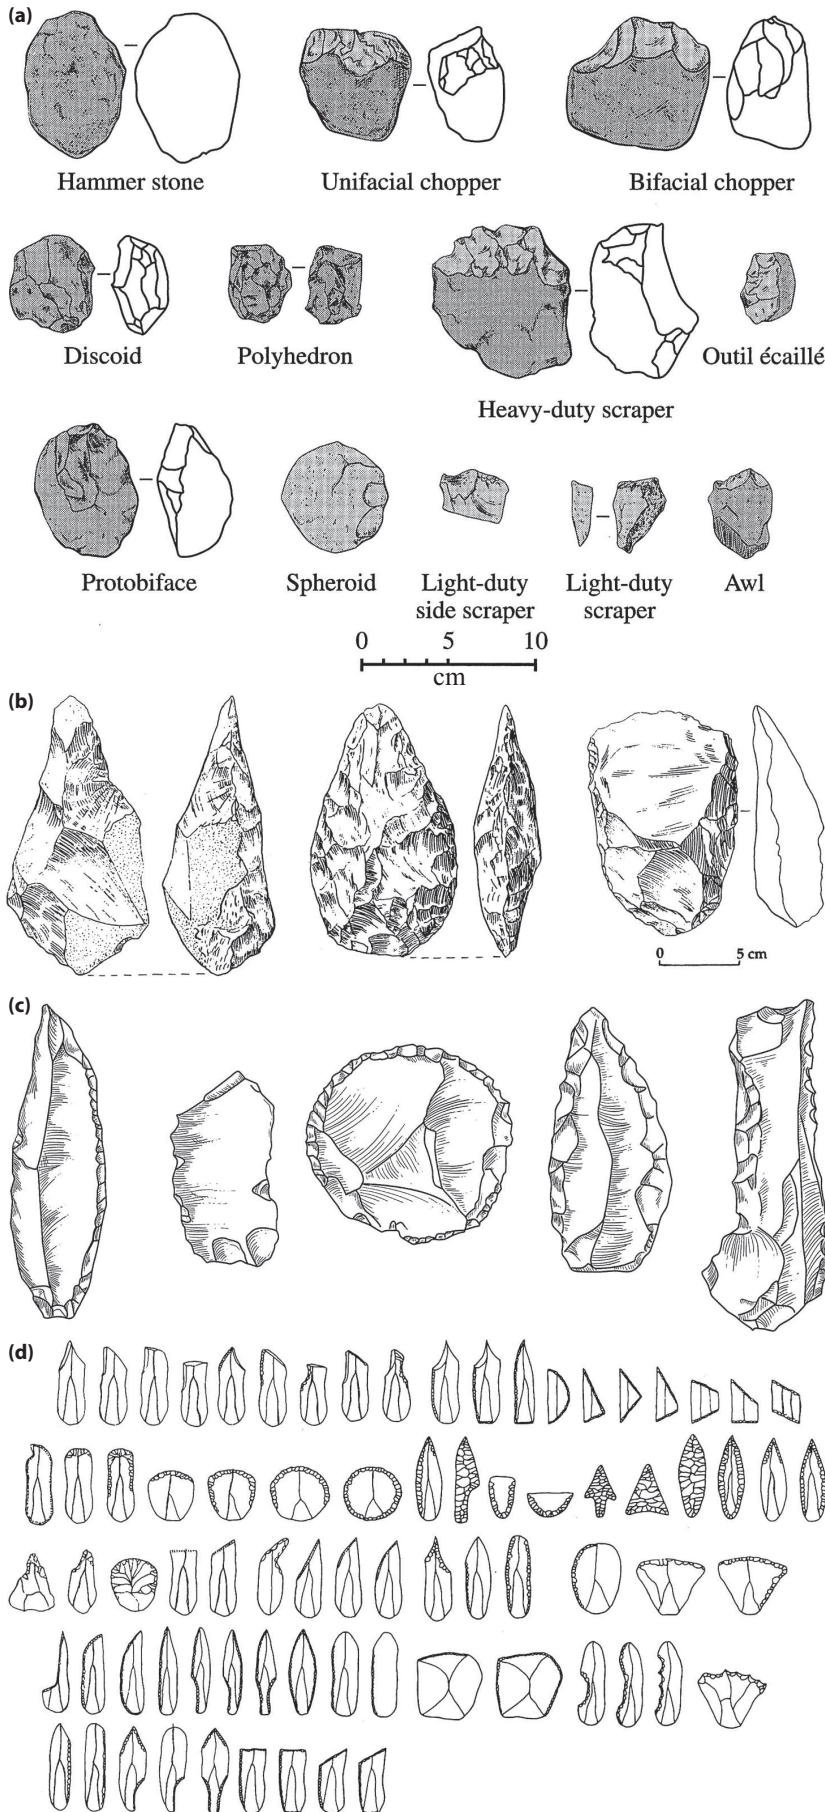 (a)
Hammer stone
Unifacial chopper
Bifacial chopper
Discoid
Polyhedron
Heavy-duty scraper
Outil écaillé
Protobiface
Spheroid
Light-duty
side scraper
Light-duty
scraper
Awl
0 5 10
cm
(b)
0 5 cm
(c)
(d)